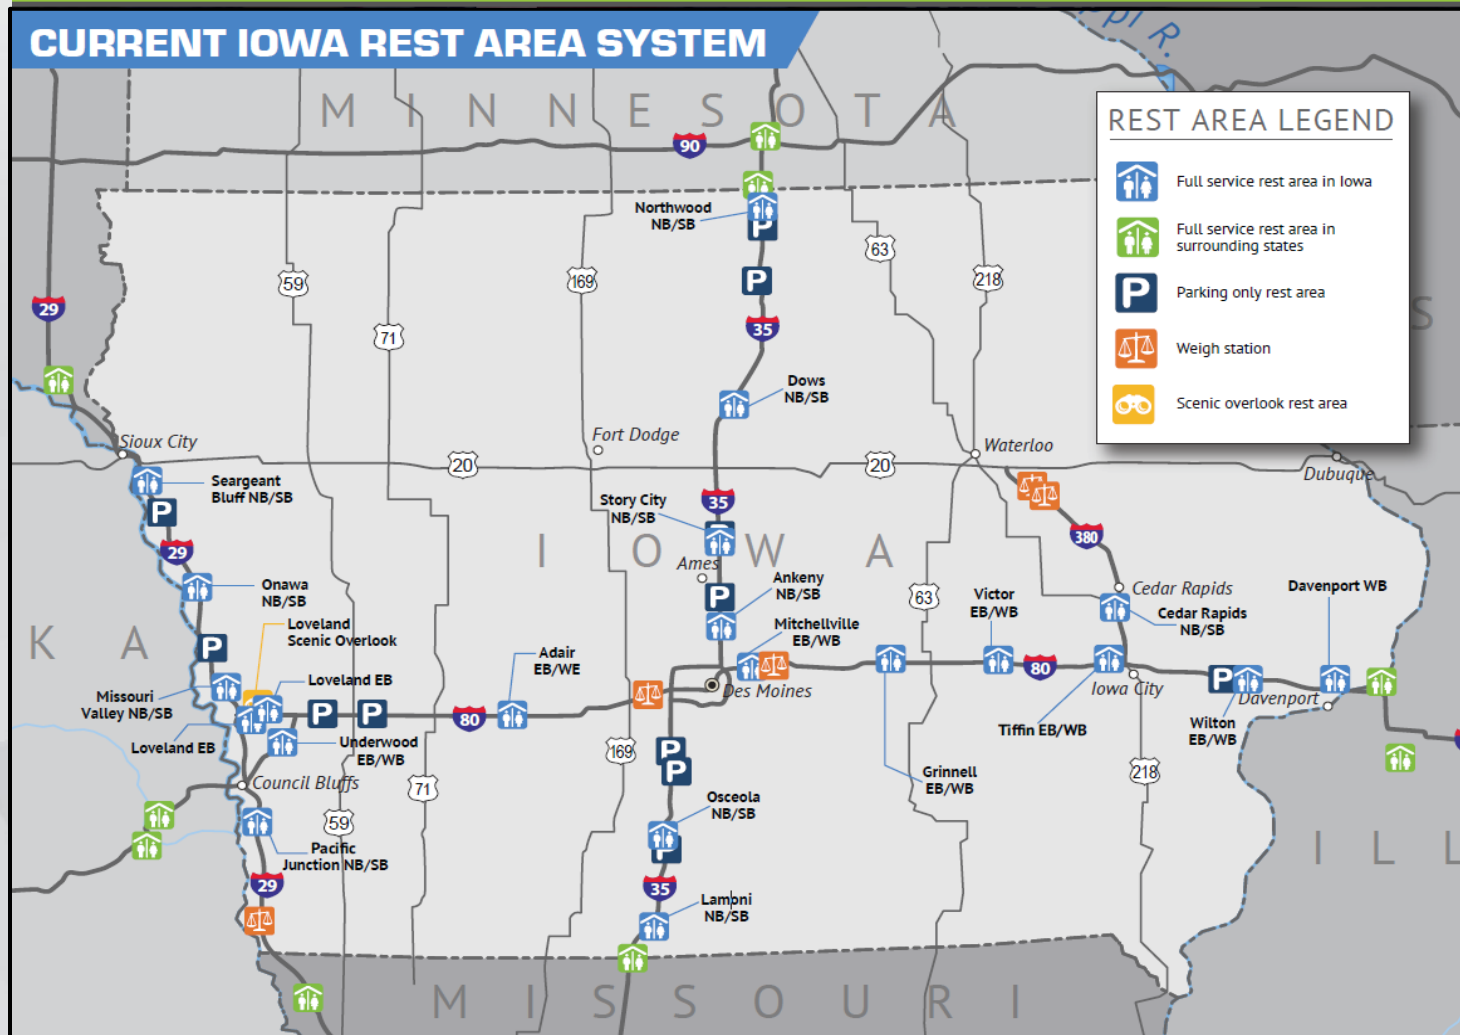 CURRENT IOWA REST AREA SYSTEM
ppi R.
MINNESOTA
REST AREA LEGEND
Full service rest area in Iowa
Full service rest area in
surrounding states
Parking only rest area
Weigh station
Scenic overlook rest area
90
Northwood
NB/SB
P
P
35
29
59
71
169
63
218
S
Dows
NB/SB
Sioux City
Fort Dodge
Waterloo
Dubuque
20
20
Seargeant
Bluff NB/SB
P
29
Story City
NB/SB
35
380
IOWA
Ames
Onawa
NB/SB
P
Ankeny
NB/SB
63
Victor
EB/WB
Cedar Rapids
Cedar Rapids
NB/SB
Davenport WB
Loveland
Scenic Overlook
KA
P
Mitchellville
EB/WB
Adair
EB/WE
80
Iowa City
Missouri
Valley NB/SB
Loveland EB
Des Moines
P
Davenport
P
P
80
Loveland EB
Underwood
EB/WB
Tiffin EB/WB
Wilton
EB/WB
169
P
P
Grinnell
EB/WB
218
Council Bluffs
71
59
Osceola
NB/SB
P
Pacific
Junction NB/SB
ILL
29
35
Lamoni
NB/SB
MISSOURI